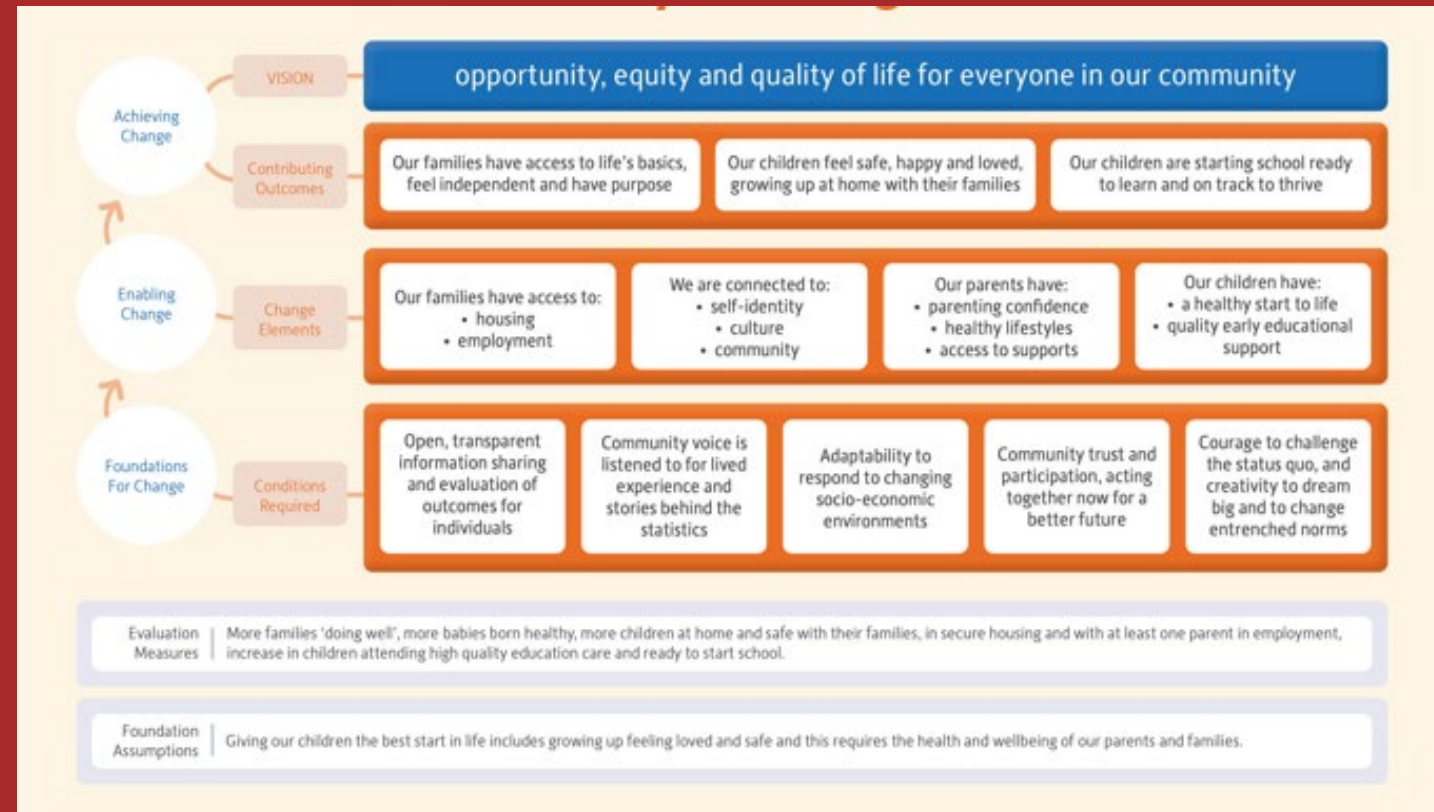 VISION
opportunity, equity and quality of life for everyone in our community
Achieving
Change
Contributing
Outcomes
Our families have access to life's basics,
feel independent and have purpose
Our children feel safe, happy and loved,
growing up at home with their families
Our children are starting school ready
to learn and on track to thrive
Enabling
Change
Change
Elements
Our families have access to:
• housing
• employment
We are connected to:
• self-identity
• culture
• community
Our parents have:
• parenting confidence
• healthy lifestyles
• access to supports
Our children have:
• a healthy start to life
• quality early educational
support
Foundations
For Change
Conditions
Required
Open, transparent
information sharing
and evaluation of
outcomes for
individuals
Community voice is
listened to for lived
experience and
stories behind the
statistics
Adaptability to
respond to changing
socio-economic
environments
Community trust and
participation, acting
together now for a
better future
Courage to challenge
the status quo, and
creativity to dream
big and to change
entrenched norms
Evaluation
Measures
More families 'doing well', more babies born healthy, more children at home and safe with their families, in secure housing and with at least one parent in employment,
increase in children attending high quality education care and ready to start school.
Foundation
Assumptions
Giving our children the best start in life includes growing up feeling loved and safe and this requires the health and wellbeing of our parents and families.